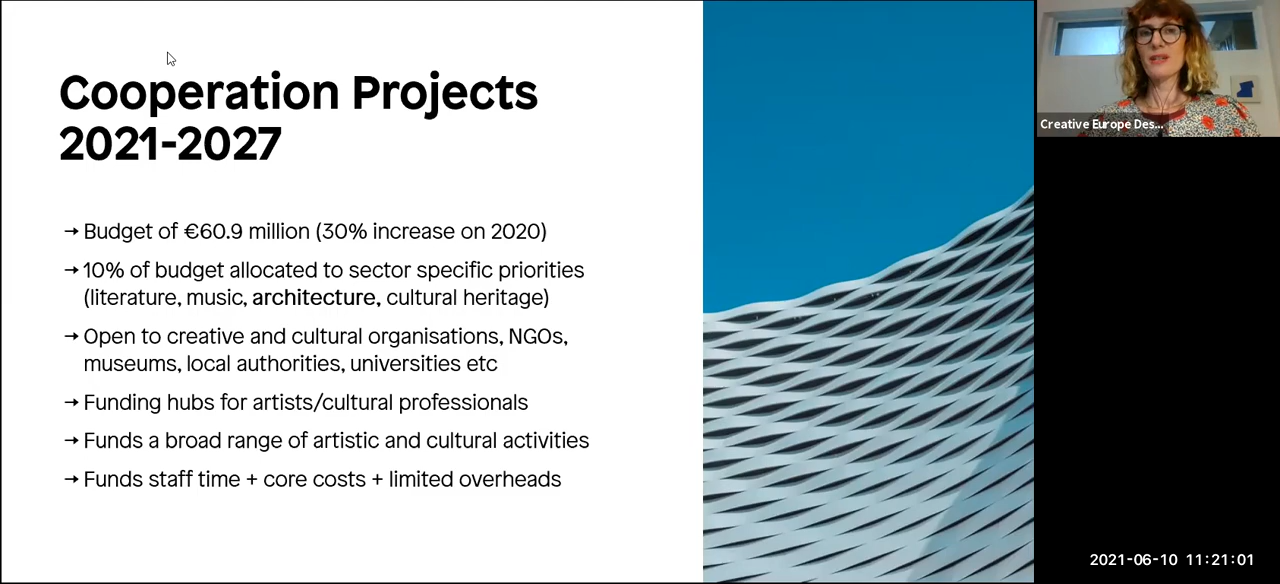 Cooperation Projects
2021-2027
→ Budget of €60.9 million (30% increase on 2020)
→ 10% of budget allocated to sector specific priorities
(literature, music, architecture, cultural heritage)
→ Open to creative and cultural organisations, NGOs,
museums, local authorities, universities etc
→ Funding hubs for artists/cultural professionals
→ Funds a broad range of artistic and cultural activities
→ Funds staff time + core costs + limited overheads
Creative Europe Des...
2021-06-10 11:21:01